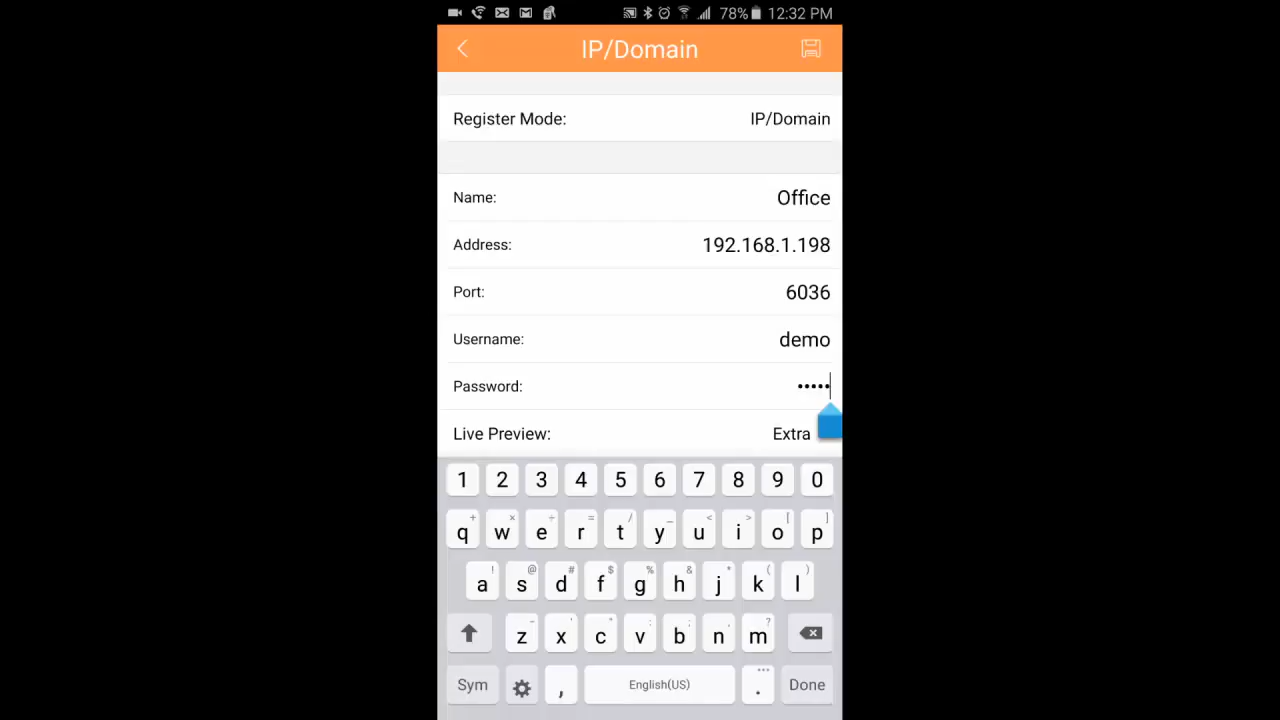 78% 12:32 PM
IP/Domain
Register Mode: IP/Domain
Name: Office
Address: 192.168.1.198
Port: 6036
Username: demo
Password: •••••
Live Preview: Extra
1 2 3 4 5 6 7 8 9 0
q w e r t y u i o p
a s d f g h j k l
z x c v b n m
Sym , English(US) . Done